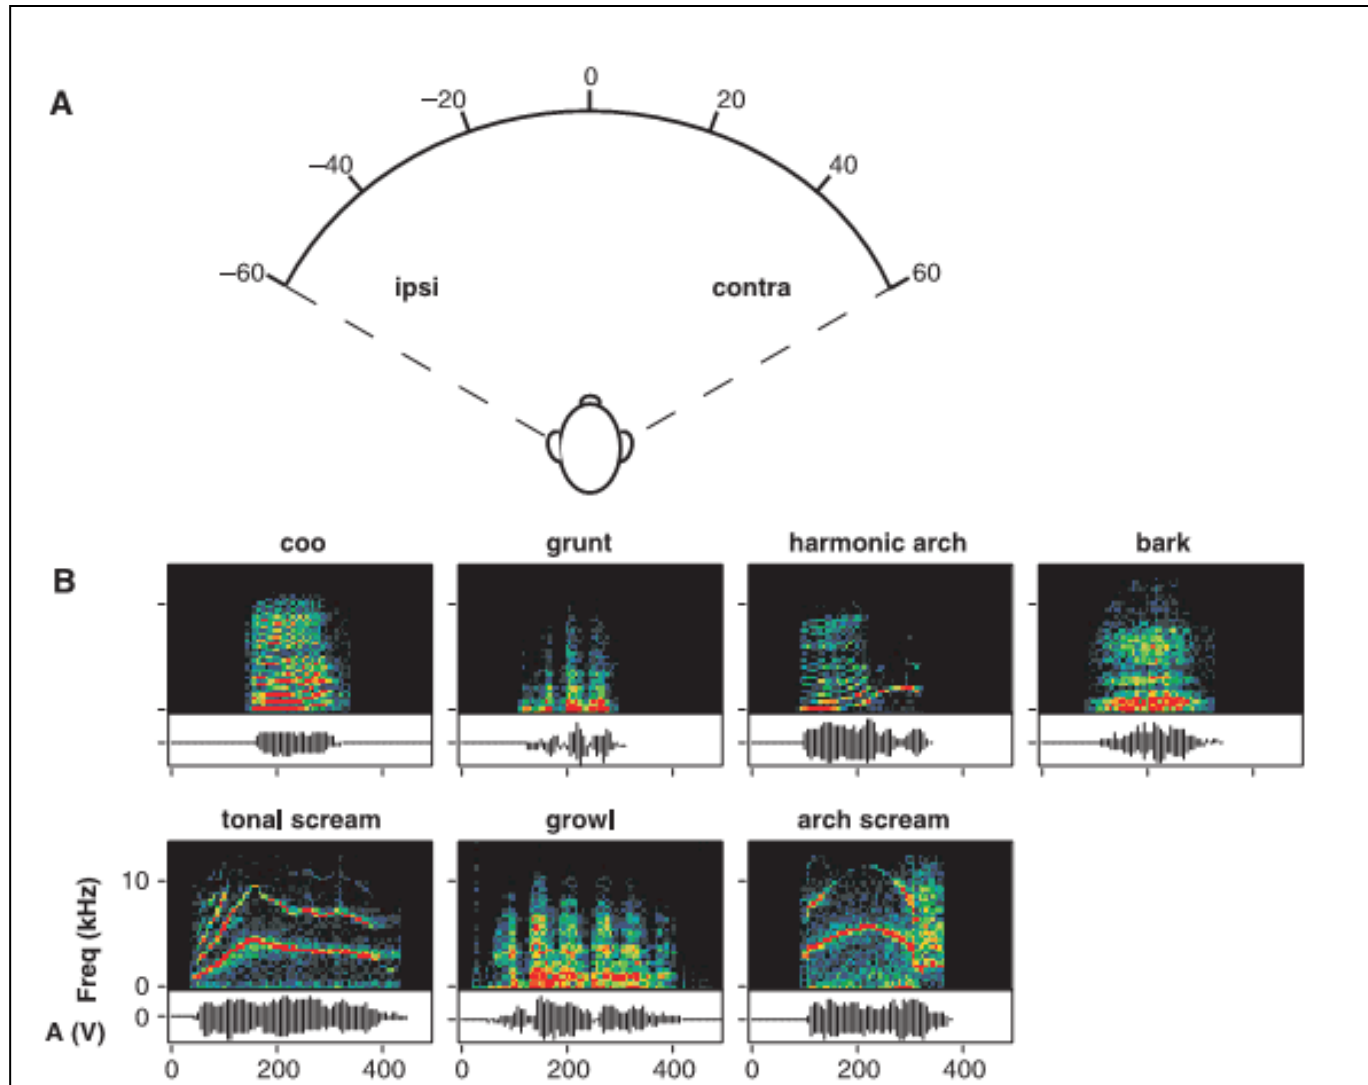 A
0
–20 20
–40 40
–60 60
ipsi contra
B
coo grunt harmonic arch bark
tonal scream growl arch scream
Freq (kHz)
10
0
A (V) 0
0 200 400 0 200 400 0 200 400